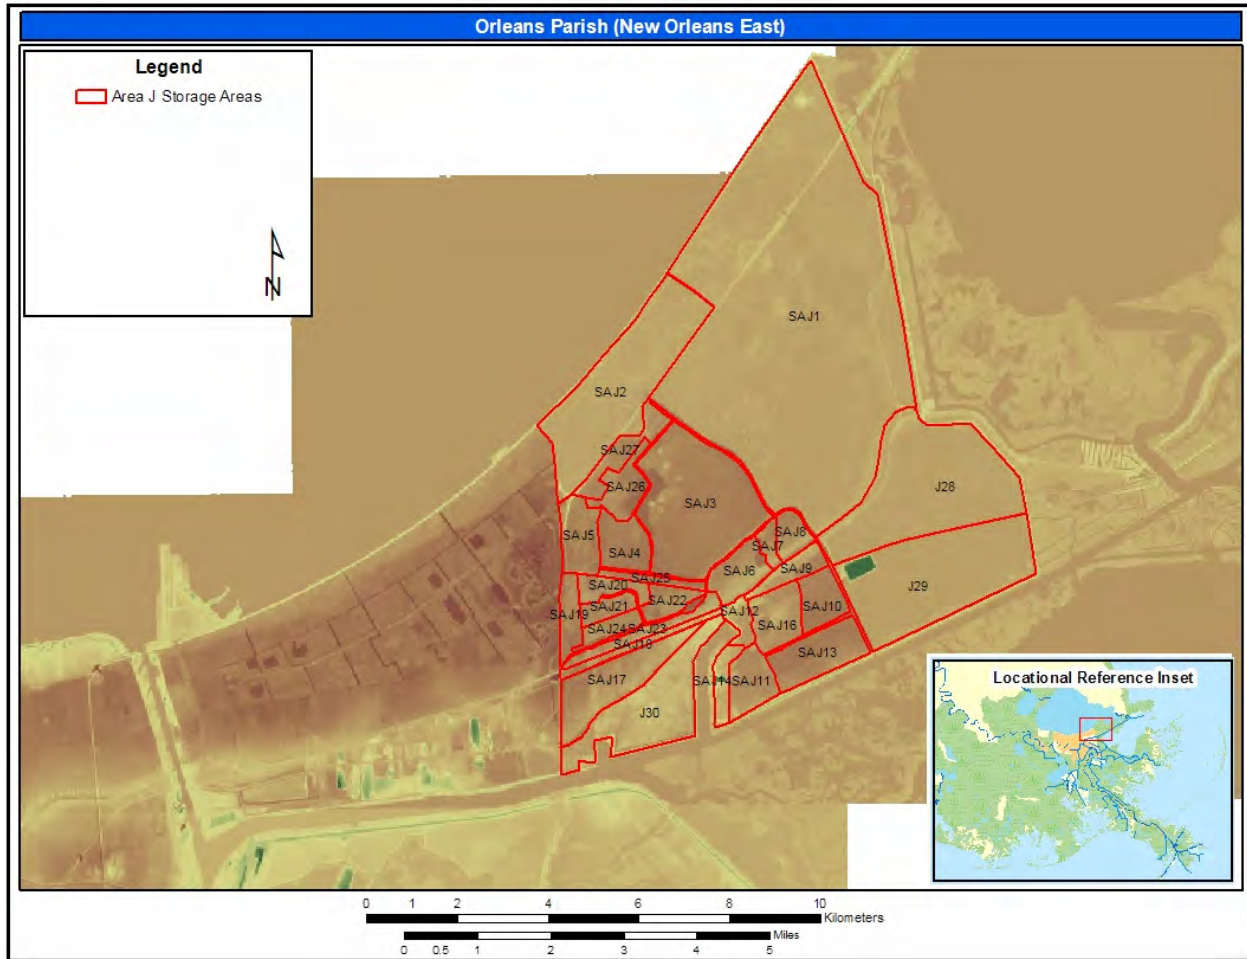 Orleans Parish (New Orleans East)
Legend
Area J Storage Areas
N
SAJ1
SAJ2
SAJ27
SAJ26
SAJ3
J28
SAJ5
SAJ4
SAJ8
SAJ7
SAJ6
SAJ9
SAJ25
SAJ20
J29
SAJ22
SAJ21
SAJ19
SAJ12
SAJ10
SAJ16
SAJ24
SAJ23
SAJ18
SAJ13
SAJ17
SAJ14
SAJ11
J30
Locational Reference Inset
0 1 2 4 6 8 10
Kilometers
Miles
0 0.5 1 2 3 4 5